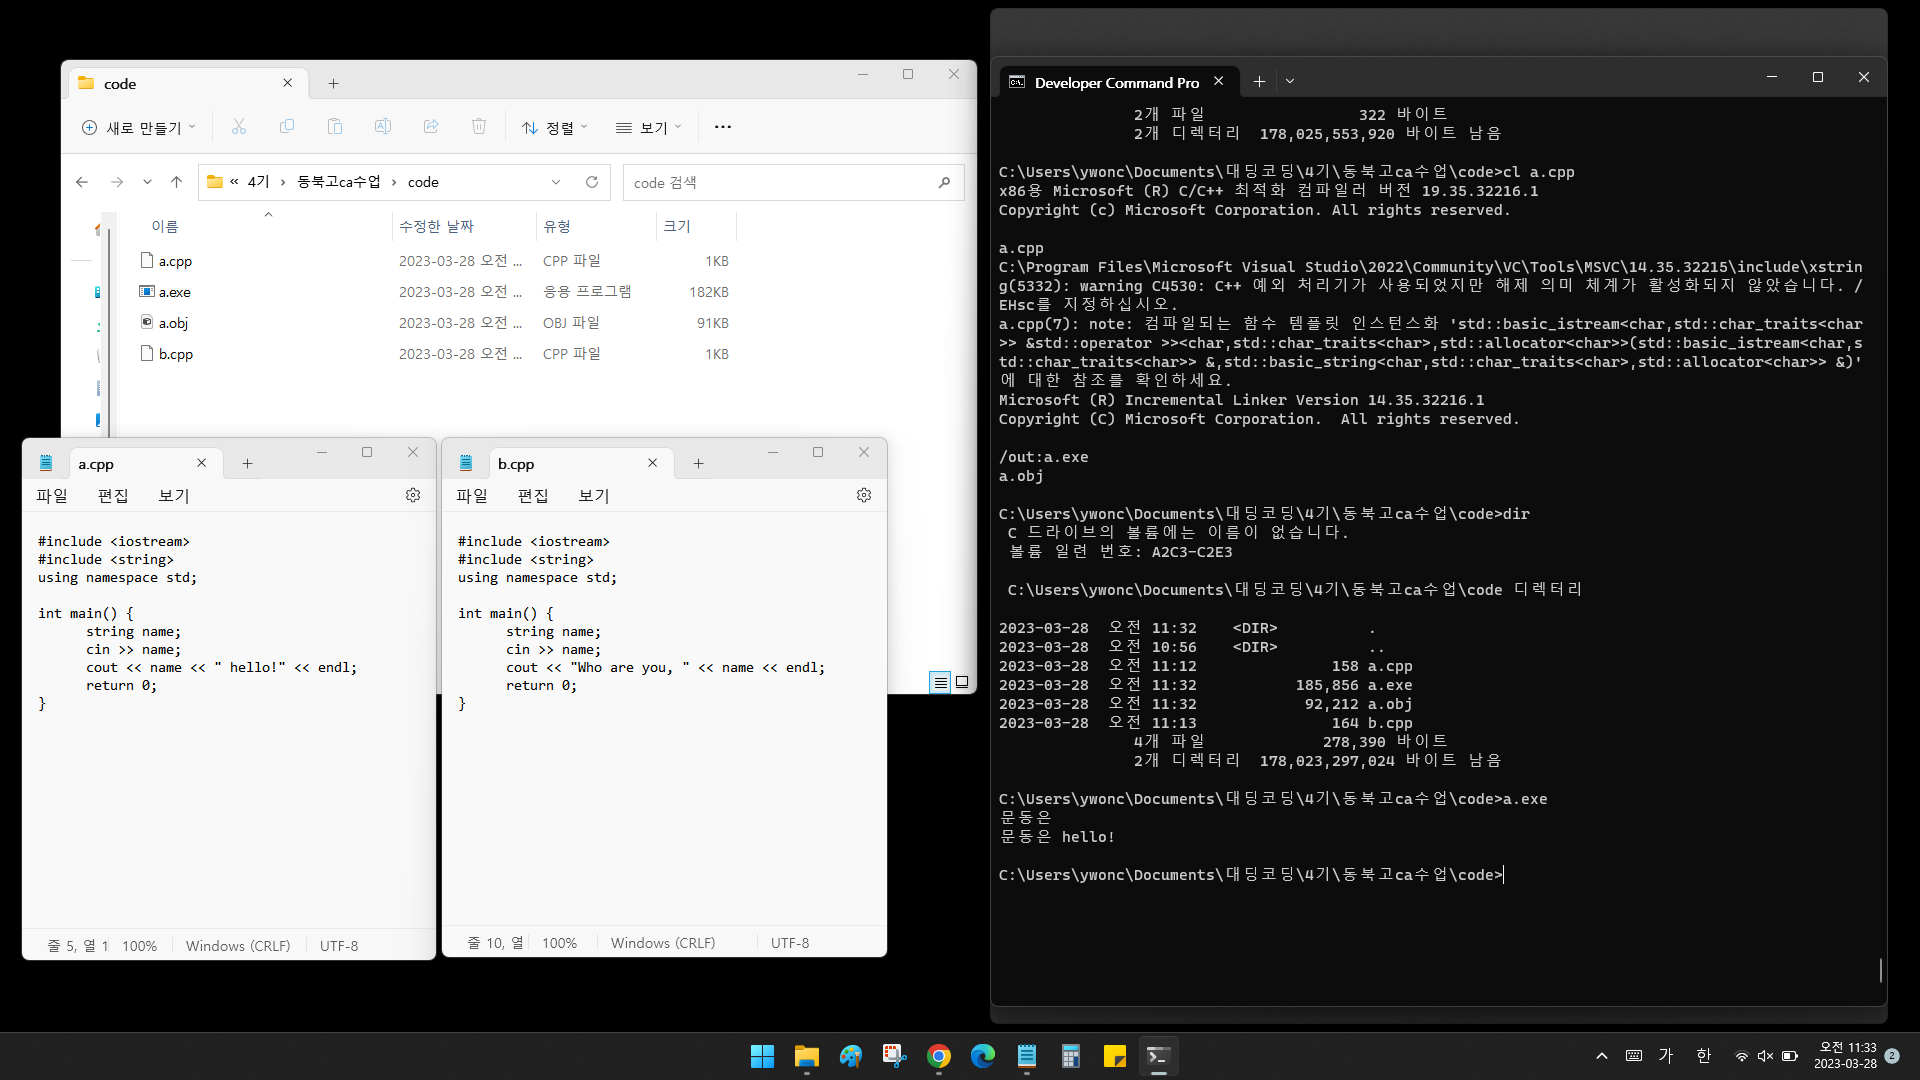 code
새로 만들기
정렬
보기
« 4기 › 동북고ca수업 › code
code 검색
이름
수정한 날짜
유형
크기
a.cpp 2023-03-28 오전 ... CPP 파일 1KB
a.exe 2023-03-28 오전 ... 응용 프로그램 182KB
a.obj 2023-03-28 오전 ... OBJ 파일 91KB
b.cpp 2023-03-28 오전 ... CPP 파일 1KB
a.cpp
파일 편집 보기
#include <iostream>
#include <string>
using namespace std;
int main() {
string name;
cin >> name;
cout << name << " hello!" << endl;
return 0;
}
줄 5, 열 1 100% Windows (CRLF) UTF-8
b.cpp
파일 편집 보기
#include <iostream>
#include <string>
using namespace std;
int main() {
string name;
cin >> name;
cout << "Who are you, " << name << endl;
return 0;
}
줄 10, 열 100% Windows (CRLF) UTF-8
Developer Command Pro
2개 파일 322 바이트
2개 디렉터리 178,025,553,920 바이트 남음
C:\Users\ywonc\Documents\대딩코딩\4기\동북고ca수업\code>cl a.cpp
x86용 Microsoft (R) C/C++ 최적화 컴파일러 버전 19.35.32216.1
Copyright (c) Microsoft Corporation. All rights reserved.
a.cpp
C:\Program Files\Microsoft Visual Studio\2022\Community\VC\Tools\MSVC\14.35.32215\include\xstrin
g(5332): warning C4530: C++ 예외 처리기가 사용되었지만 해제 의미 체계가 활성화되지 않았습니다. /
EHsc를 지정하십시오.
a.cpp(7): note: 컴파일되는 함수 템플릿 인스턴스화 'std::basic_istream<char,std::char_traits<char
>> &std::operator >><char,std::char_traits<char>,std::allocator<char>>(std::basic_istream<char,s
td::char_traits<char>> &,std::basic_string<char,std::char_traits<char>,std::allocator<char>> &)'
에 대한 참조를 확인하세요.
Microsoft (R) Incremental Linker Version 14.35.32216.1
Copyright (C) Microsoft Corporation.  All rights reserved.
/out:a.exe
a.obj
C:\Users\ywonc\Documents\대딩코딩\4기\동북고ca수업\code>dir
C 드라이브의 볼륨에는 이름이 없습니다.
볼륨 일련 번호: A2C3-C2E3
C:\Users\ywonc\Documents\대딩코딩\4기\동북고ca수업\code 디렉터리
2023-03-28 오전 11:32 <DIR> .
2023-03-28 오전 10:56 <DIR> ..
2023-03-28 오전 11:12 158 a.cpp
2023-03-28 오전 11:32 185,856 a.exe
2023-03-28 오전 11:32 92,212 a.obj
2023-03-28 오전 11:13 164 b.cpp
4개 파일 278,390 바이트
2개 디렉터리 178,023,297,024 바이트 남음
C:\Users\ywonc\Documents\대딩코딩\4기\동북고ca수업\code>a.exe
문동은
문동은 hello!
C:\Users\ywonc\Documents\대딩코딩\4기\동북고ca수업\code>
가 한
오전 11:33
2023-03-28
2